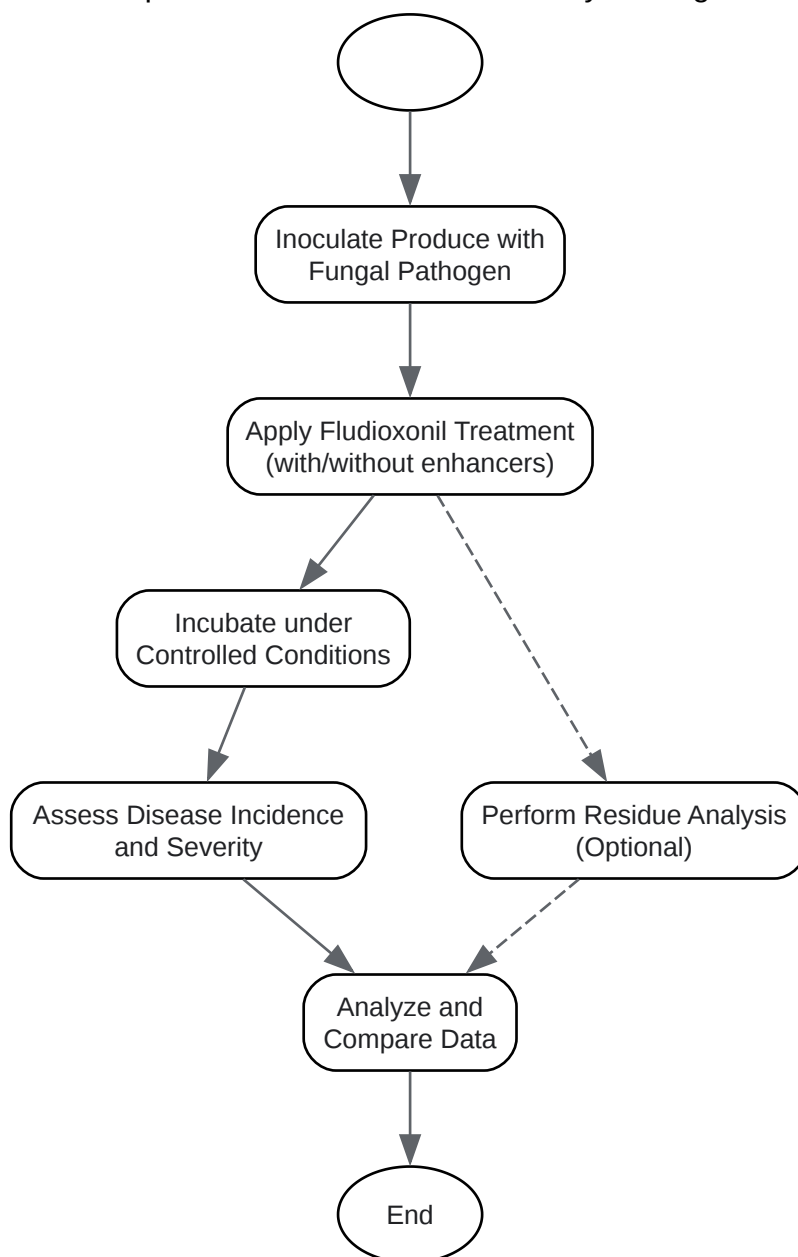 Inoculate Produce with
Fungal Pathogen
Apply Fludioxonil Treatment
(with/without enhancers)
Incubate under
Controlled Conditions
Assess Disease Incidence
and Severity
Perform Residue Analysis
(Optional)
Analyze and
Compare Data
End